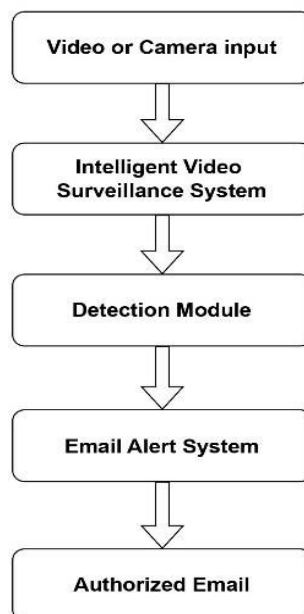 Video or Camera input
Intelligent Video
Surveillance System
Detection Module
Email Alert System
Authorized Email